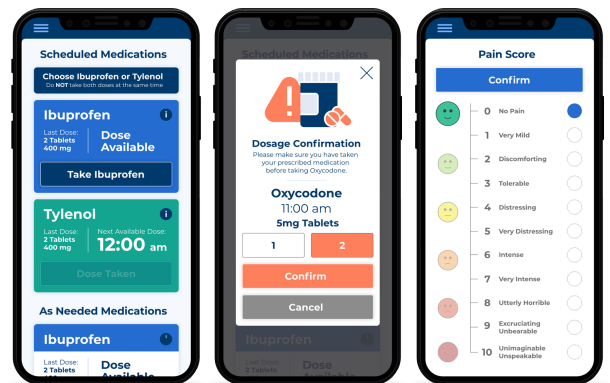 Scheduled Medications
Choose Ibuprofen or Tylenol
Do NOT take both doses at the same time
Ibuprofen
i
Last Dose:
2 Tablets
400 mg
Dose
Available
Take Ibuprofen
Tylenol
i
Last Dose:
2 Tablets
400 mg
Next Available Dose:
12:00 am
Dose Taken
As Needed Medications
Ibuprofen
Last Dose:
2 Tablets
Dose
Available
Scheduled Medications
Dosage Confirmation
Please make sure you have taken
your prescribed medication
before taking Oxycodone.
Oxycodone
11:00 am
5mg Tablets
1
2
Confirm
Cancel
Ibuprofen
Last Dose:
2 Tablets
Dose
Available
Pain Score
Confirm
0 No Pain
1 Very Mild
2 Discomforting
3 Tolerable
4 Distressing
5 Very Distressing
6 Intense
7 Very Intense
8 Utterly Horrible
9 Excruciating
Unbearable
10 Unimaginable
Unspeakable